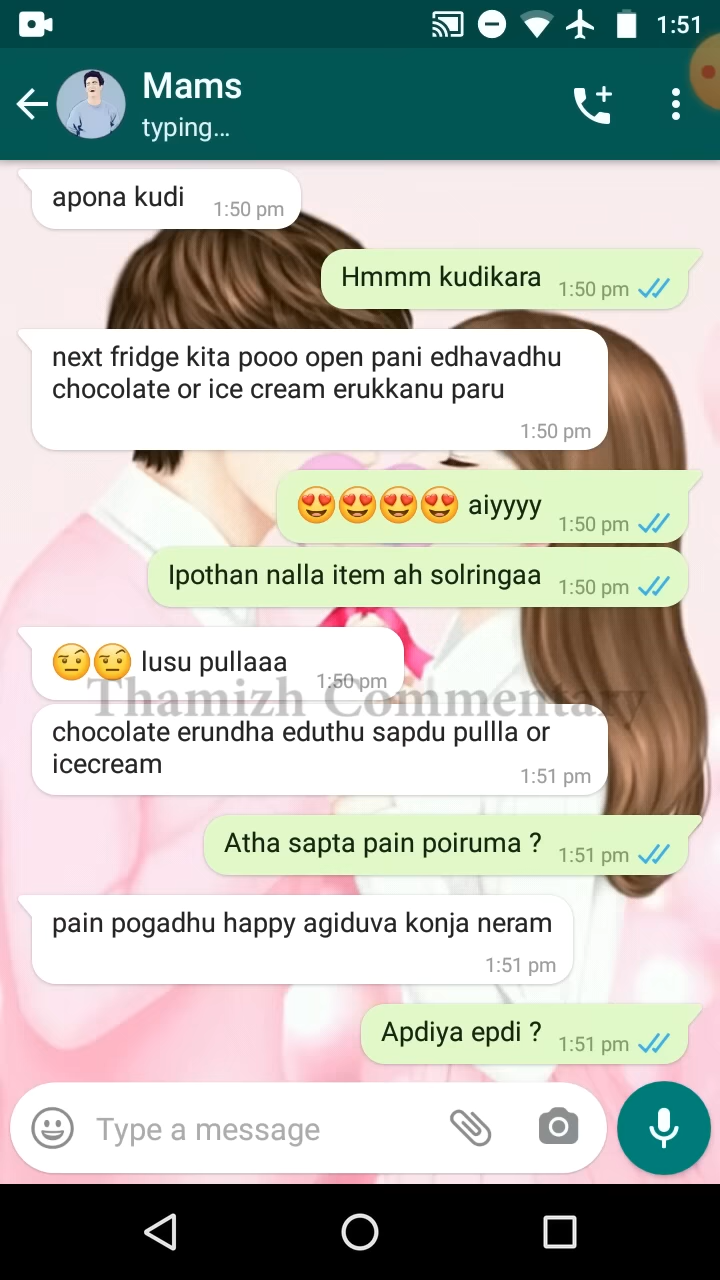 1:51
Mams
typing...
apona kudi
1:50 pm
Hmmm kudikara
1:50 pm
next fridge kita pooo open pani edhavadhu
chocolate or ice cream erukkanu paru
1:50 pm
😍😍😍😍 aiyyyy
1:50 pm
Ipothan nalla item ah solringaa
1:50 pm
🤨🤨 lusu pullaaa
1:50 pm
Thamizh Commentary
chocolate erundha eduthu sapdu pullla or
icecream
1:51 pm
Atha sapta pain poiruma ?
1:51 pm
pain pogadhu happy agiduva konja neram
1:51 pm
Apdiya epdi ?
1:51 pm
Type a message